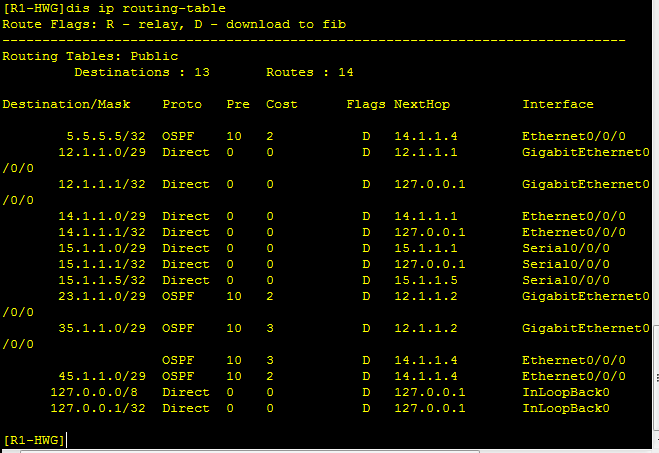 [R1-HWG]dis ip routing-table
Route Flags: R - relay, D - download to fib
------------------------------------------------------------------------------
Routing Tables: Public
         Destinations : 13       Routes : 14

Destination/Mask    Proto   Pre  Cost      Flags NextHop         Interface

        5.5.5.5/32  OSPF    10   2           D   14.1.1.4        Ethernet0/0/0
       12.1.1.0/29  Direct  0    0           D   12.1.1.1        GigabitEthernet0
/0/0
       12.1.1.1/32  Direct  0    0           D   127.0.0.1       GigabitEthernet0
/0/0
       14.1.1.0/29  Direct  0    0           D   14.1.1.1        Ethernet0/0/0
       14.1.1.1/32  Direct  0    0           D   127.0.0.1       Ethernet0/0/0
       15.1.1.0/29  Direct  0    0           D   15.1.1.1        Serial0/0/0
       15.1.1.1/32  Direct  0    0           D   127.0.0.1       Serial0/0/0
       15.1.1.5/32  Direct  0    0           D   15.1.1.5        Serial0/0/0
       23.1.1.0/29  OSPF    10   2           D   12.1.1.2        GigabitEthernet0
/0/0
       35.1.1.0/29  OSPF    10   3           D   12.1.1.2        GigabitEthernet0
/0/0
                    OSPF    10   3           D   14.1.1.4        Ethernet0/0/0
       45.1.1.0/29  OSPF    10   2           D   14.1.1.4        Ethernet0/0/0
      127.0.0.0/8   Direct  0    0           D   127.0.0.1       InLoopBack0
      127.0.0.1/32  Direct  0    0           D   127.0.0.1       InLoopBack0

[R1-HWG]